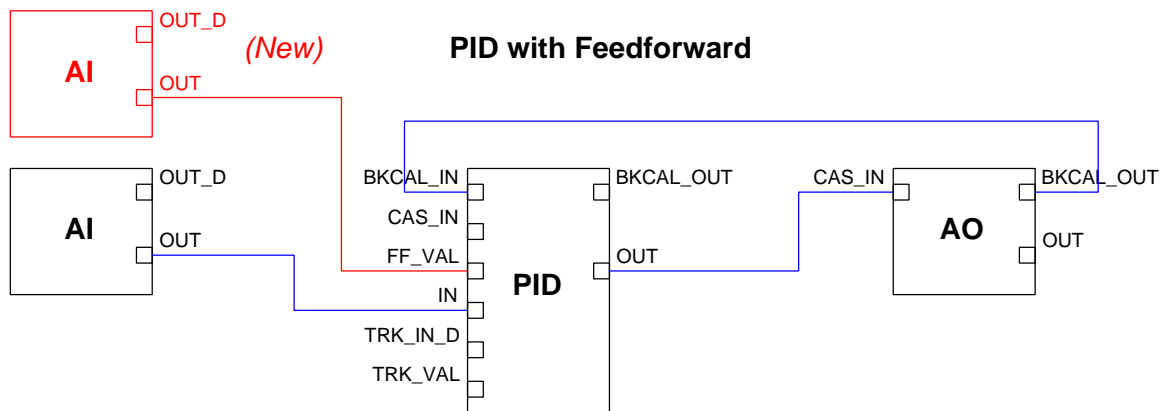 OUT_D
(New)
PID with Feedforward
AI
OUT
OUT_D
BKCAL_IN
BKCAL_OUT
CAS_IN
BKCAL_OUT
AI
CAS_IN
AO
OUT
FF_VAL
OUT
OUT
PID
IN
TRK_IN_D
TRK_VAL